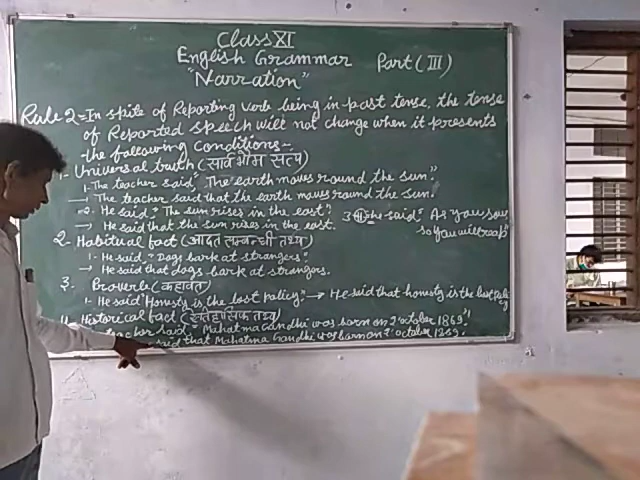 Class XI
English Grammar Part (III)
"Narration"
Rule 2 = In spite of Reporting verb being in past tense, the tense
of Reported speech will not change when it presents
the following conditions-
1- Universal truth (सार्वभौम सत्य)
1- The teacher said, "The earth moves round the sun."
→ The teacher said that the earth moves round the sun.
2- He said, "The sun rises in the east."
→ He said that the sun rises in the east.
3- He said, "As you sow,
so you will reap"
2- Habitual fact (आदत सम्बन्धी तथ्य)
1- He said, "Dogs bark at strangers."
→ He said that dogs bark at strangers.
3. Proverb (कहावत)
1- He said "Honesty is the best policy." → He said that honesty is the best policy
4. Historical fact (ऐतिहासिक तथ्य)
teacher said, "Mahatma Gandhi was born on 2 october 1869."
said that Mahatma Gandhi was born on 2 october 1869.